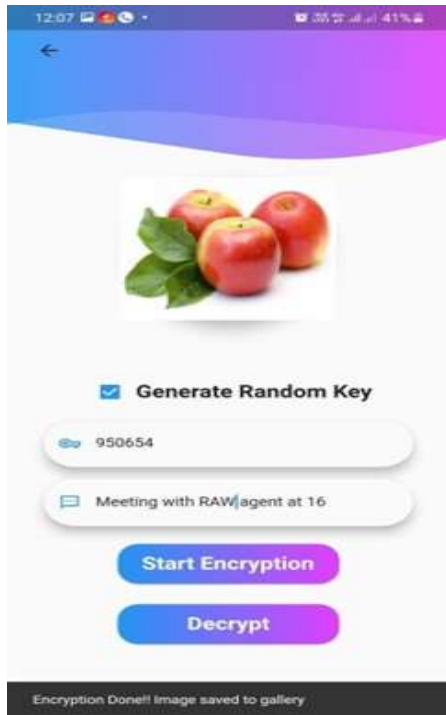 12:07
41%
Generate Random Key
950654
Meeting with RAW agent at 16
Start Encryption
Decrypt
Encryption Done!! Image saved to gallery